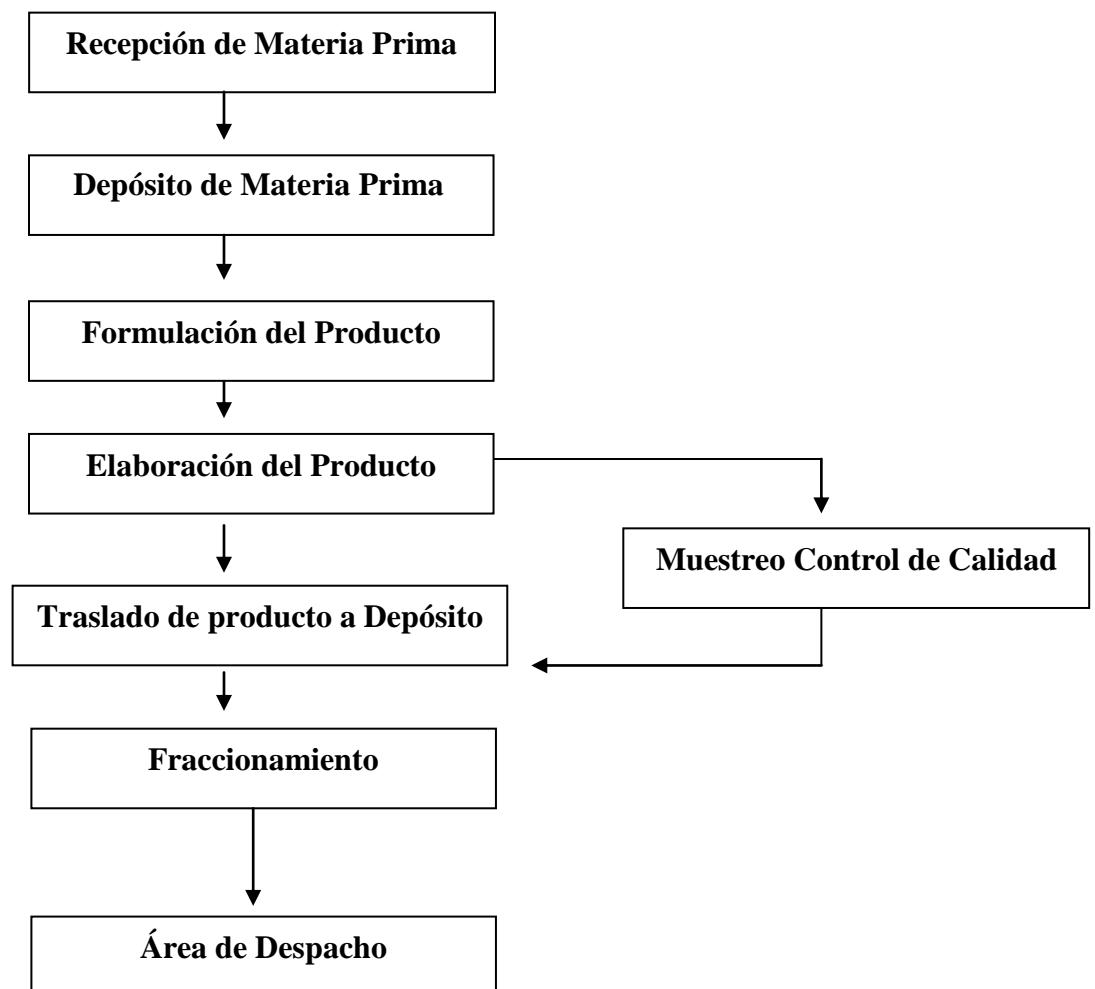 Recepción de Materia Prima
Depósito de Materia Prima
Formulación del Producto
Elaboración del Producto
Muestreo Control de Calidad
Traslado de producto a Depósito
Fraccionamiento
Área de Despacho